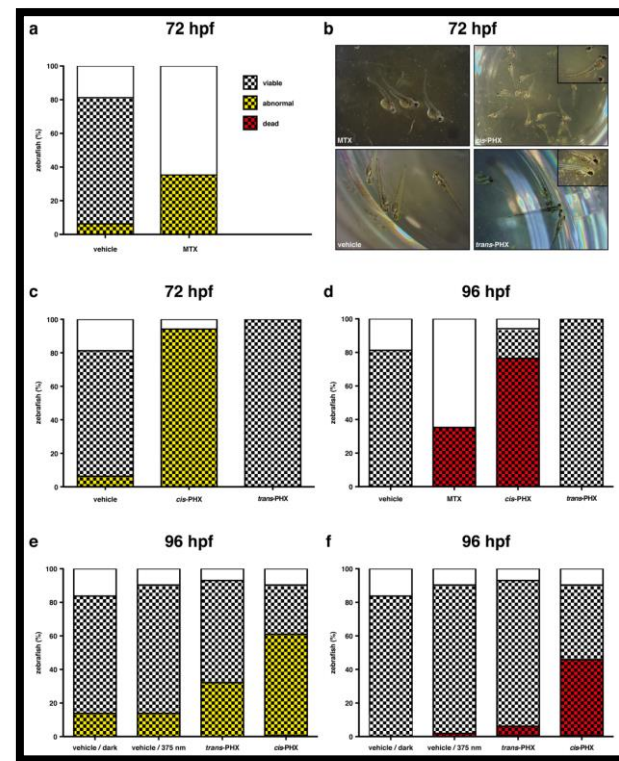 a
72 hpf
b
72 hpf
zebrafish (%)
100
80
60
40
20
0
viable
abnormal
dead
vehicle
MTX
MTX
cis-PHX
vehicle
trans-PHX
c
72 hpf
d
96 hpf
zebrafish (%)
100
80
60
40
20
0
vehicle
cis-PHX
trans-PHX
zebrafish (%)
100
80
60
40
20
0
vehicle
MTX
cis-PHX
trans-PHX
e
96 hpf
f
96 hpf
zebrafish (%)
100
80
60
40
20
0
vehicle / dark
vehicle / 375 nm
trans-PHX
cis-PHX
zebrafish (%)
100
80
60
40
20
0
vehicle / dark
vehicle / 375 nm
trans-PHX
cis-PHX